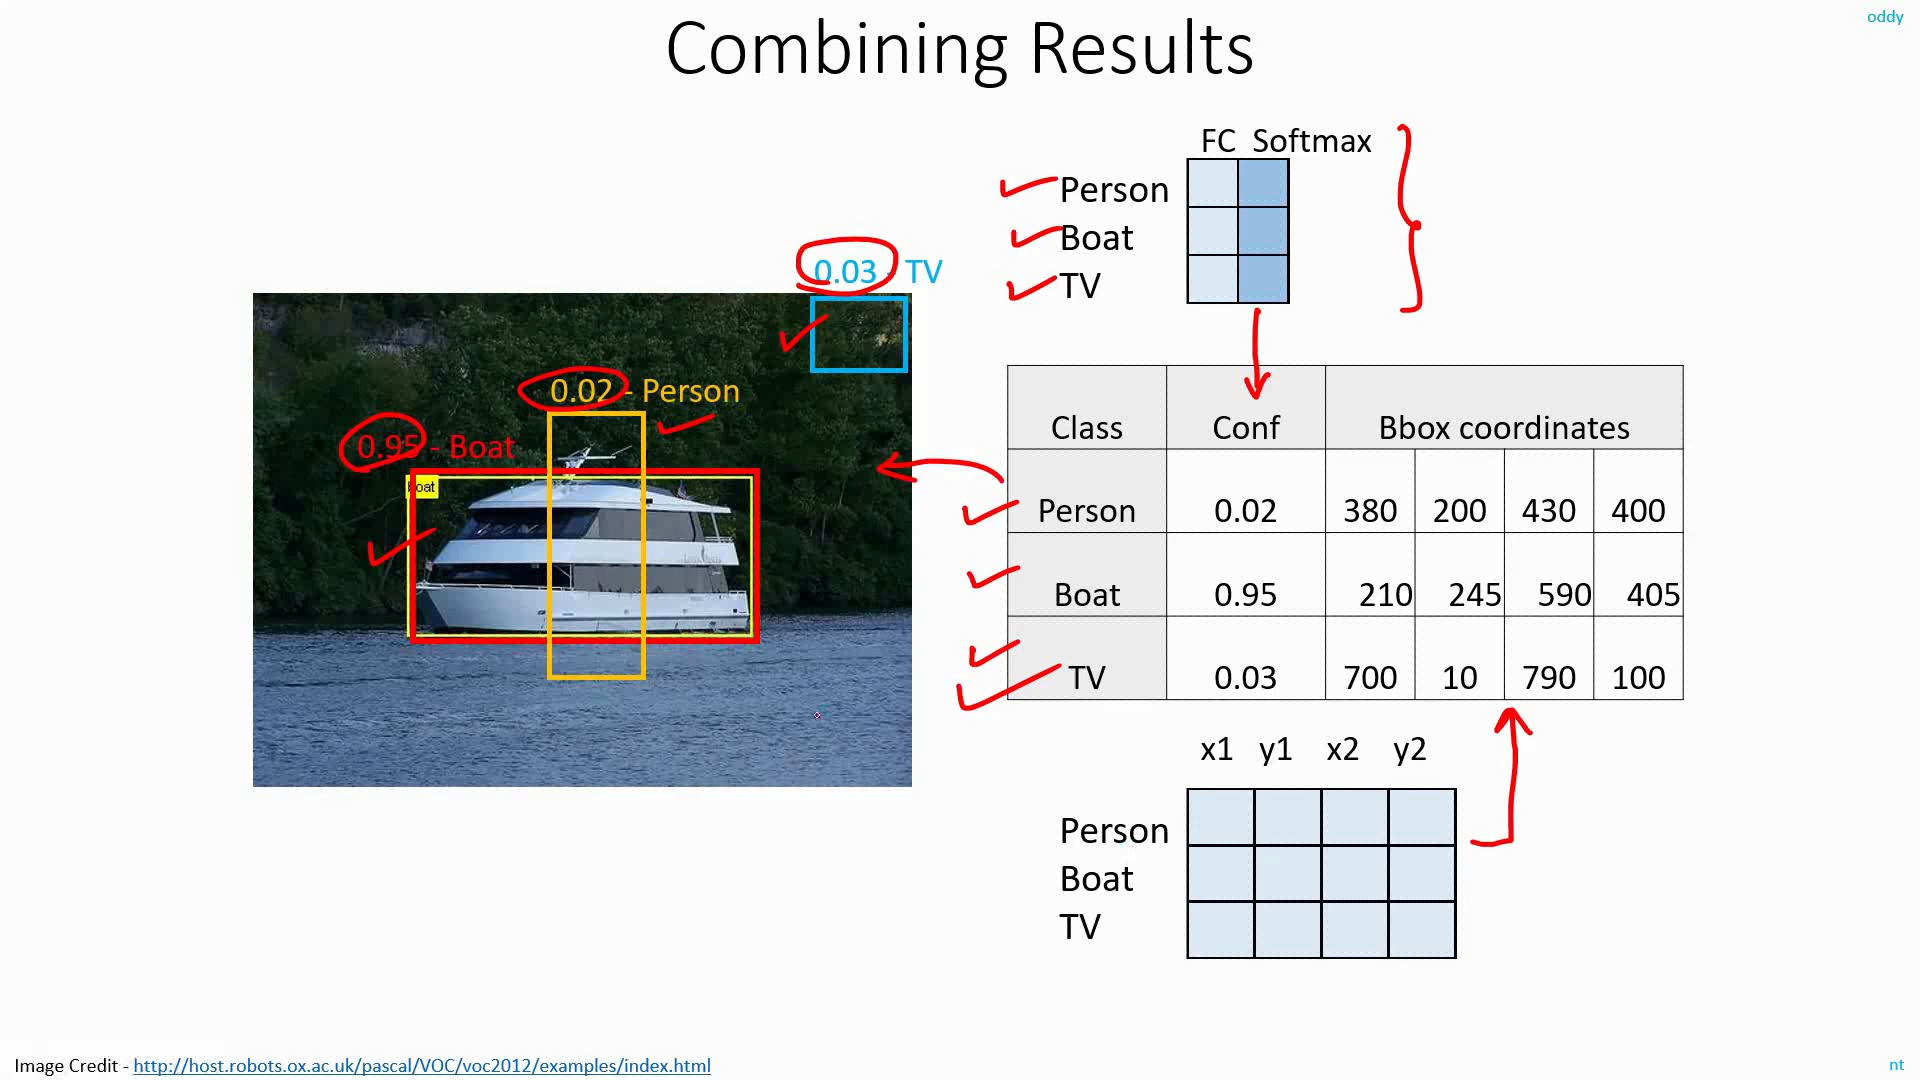 Combining Results
oddy
FC Softmax
Person
Boat
TV
0.03 - TV
0.02 - Person
0.95 - Boat
boat
Class Conf Bbox coordinates
Person 0.02 380 200 430 400
Boat 0.95 210 245 590 405
TV 0.03 700 10 790 100
x1 y1 x2 y2
Person
Boat
TV
Image Credit - http://host.robots.ox.ac.uk/pascal/VOC/voc2012/examples/index.html
nt